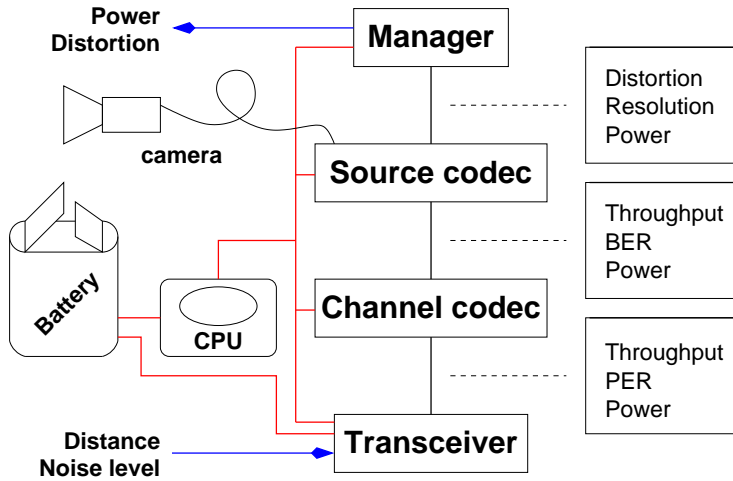 Power
Distortion
Manager
Distortion
Resolution
Power
camera
Source codec
Throughput
BER
Power
Battery
CPU
Channel codec
Throughput
PER
Power
Distance
Noise level
Transceiver